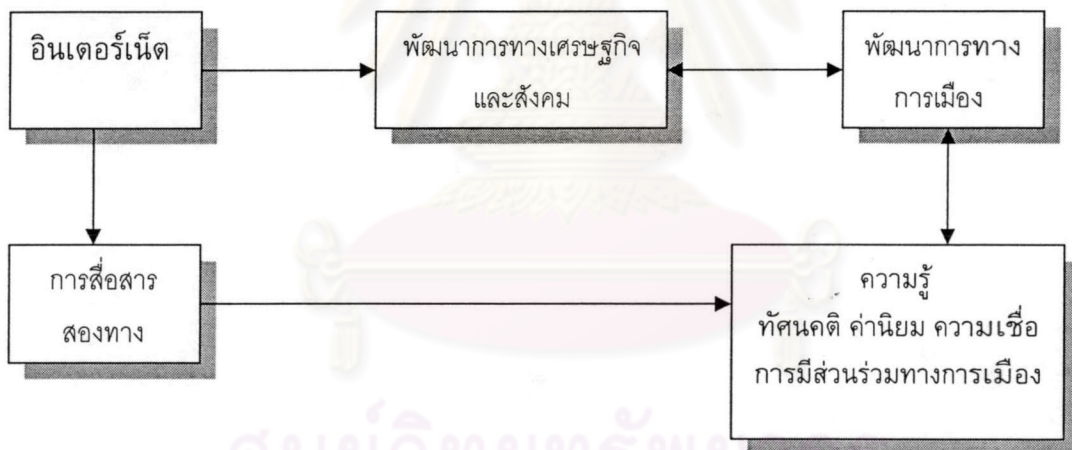 อินเตอร์เน็ต
พัฒนาการทางเศรษฐกิจ
และสังคม
พัฒนาการทาง
การเมือง
การสื่อสาร
สองทาง
ความรู้
ทัศนคติ ค่านิยม ความเชื่อ
การมีส่วนร่วมทางการเมือง